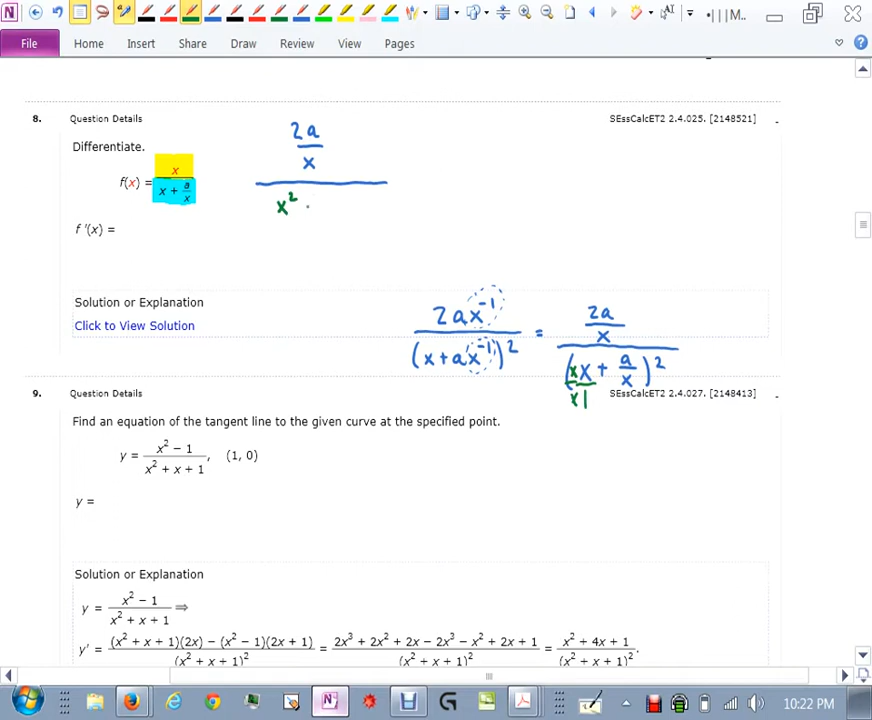 File Home Insert Share Draw Review View Pages
8. Question Details SEssCalcET2 2.4.025. [2148521]
Differentiate.
f(x) = x / (x + a/x)
2a/x
x²
f '(x) =
Solution or Explanation
Click to View Solution
2ax⁻¹ / (x+ax⁻¹)² = (2a/x) / (x/x x/1 + a/x)²
9. Question Details SEssCalcET2 2.4.027. [2148413]
Find an equation of the tangent line to the given curve at the specified point.
y = (x² − 1) / (x² + x + 1), (1, 0)
y =
Solution or Explanation
y = (x² − 1) / (x² + x + 1) ⇒
y' = ((x² + x + 1)(2x) − (x² − 1)(2x + 1)) / (x² + x + 1)² = (2x³ + 2x² + 2x − 2x³ − x² + 2x + 1) / (x² + x + 1)² = (x² + 4x + 1) / (x² + x + 1)².
10:22 PM